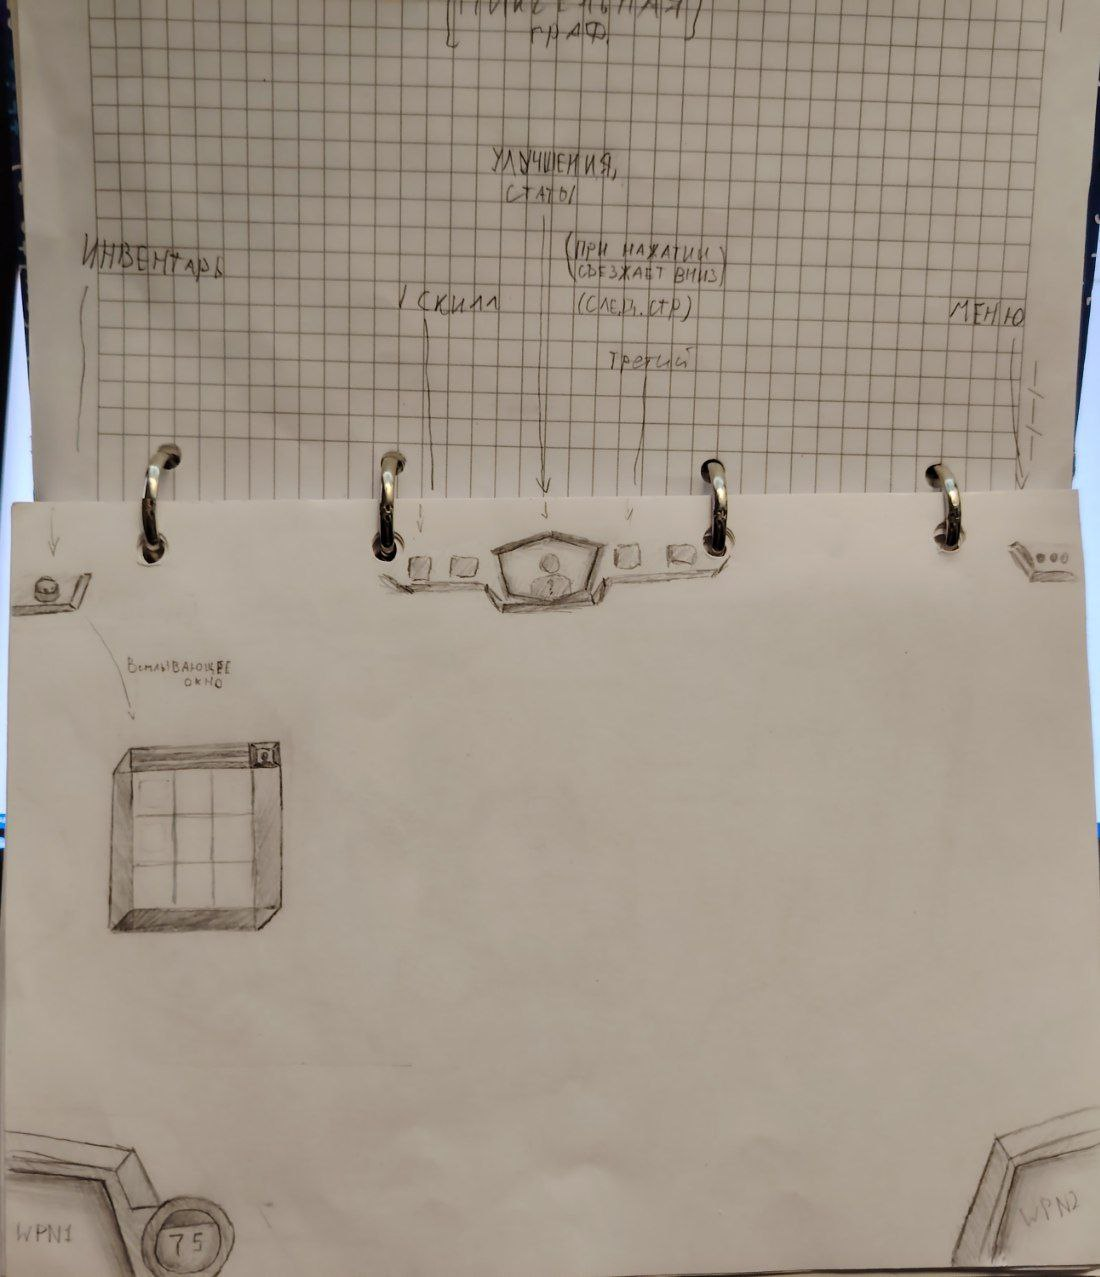 ПИКСЕЛЬНАЯ
ГРАФ.
УЛУЧШЕНИЯ,
СТАТЫ
ИНВЕНТАРЬ
(ПРИ НАЖАТИИ
СЪЕЗЖАЕТ ВНИЗ)
1 СКИЛЛ
(СЛЕД. СТР)
МЕНЮ
ТРЕТИЙ
ВСПЛЫВАЮЩЕЕ
ОКНО
WPN1
75
WPN2